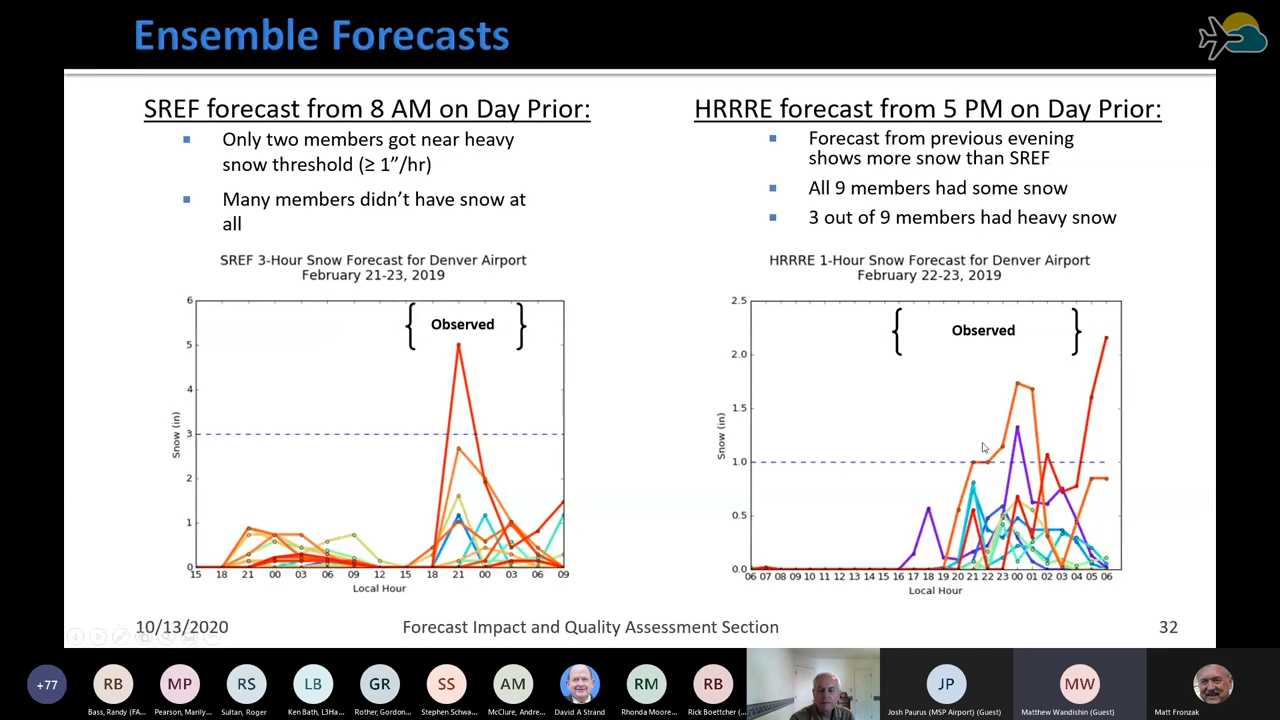 Ensemble Forecasts
SREF forecast from 8 AM on Day Prior:
Only two members got near heavy
snow threshold (≥ 1”/hr)
Many members didn’t have snow at
all
SREF 3-Hour Snow Forecast for Denver Airport
February 21-23, 2019
Observed
6
5
4
3
2
1
0
Snow (in)
15 18 21 00 03 06 09 12 15 18 21 00 03 06 09
Local Hour
HRRRE forecast from 5 PM on Day Prior:
Forecast from previous evening
shows more snow than SREF
All 9 members had some snow
3 out of 9 members had heavy snow
HRRRE 1-Hour Snow Forecast for Denver Airport
February 22-23, 2019
Observed
2.5
2.0
1.5
1.0
0.5
0.0
Snow (in)
06 07 08 09 10 11 12 13 14 15 16 17 18 19 20 21 22 23 00 01 02 03 04 05 06
Local Hour
10/13/2020
Forecast Impact and Quality Assessment Section
32
+77
RB
MP
RS
LB
GR
SS
AM
RM
RB
JP
MW
Bass, Randy (FA...
Pearson, Marily...
Sultan, Roger
Ken Bath, L3Ha...
Rother, Gordon...
Stephen Schwa...
McClure, Andre...
David A Strand
Rhonda Moore...
Rick Boettcher (...
Josh Paurus (MSP Airport) (Guest)
Matthew Wandishin (Guest)
Matt Fronzak